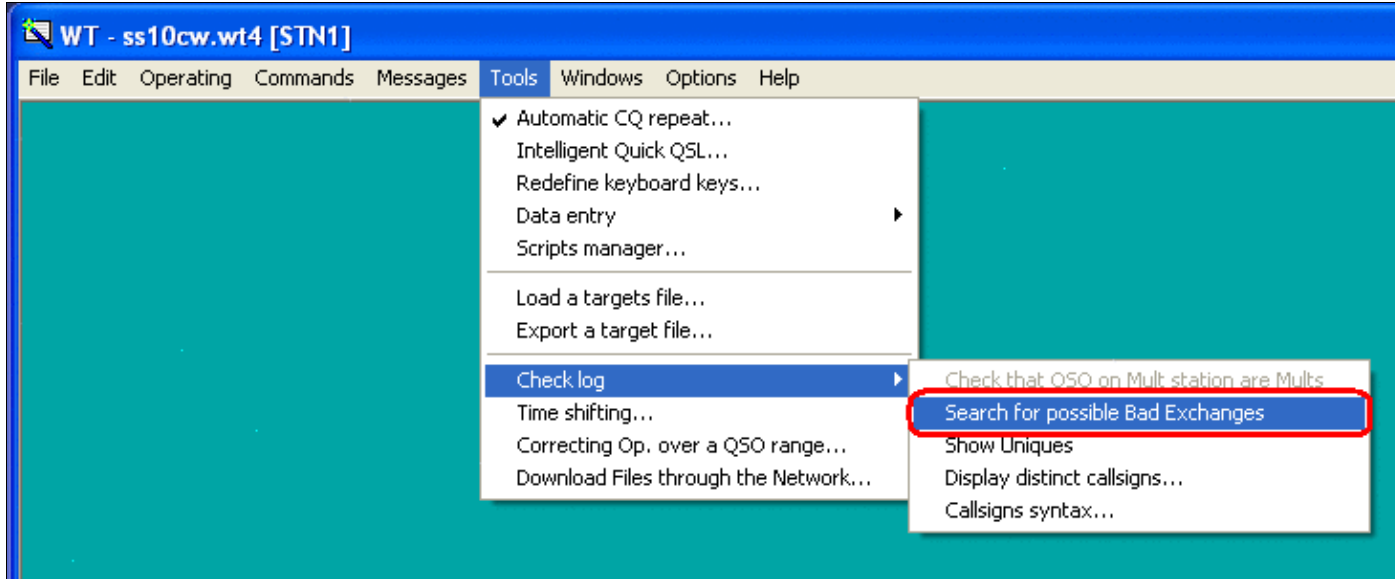 WT - ss10cw.wt4 [STN1]
File Edit Operating Commands Messages Tools Windows Options Help
Automatic CQ repeat...
Intelligent Quick QSL...
Redefine keyboard keys...
Data entry
Scripts manager...
Load a targets file...
Export a target file...
Check log
Time shifting...
Correcting Op. over a QSO range...
Download Files through the Network...
Check that QSO on Mult station are Mults
Search for possible Bad Exchanges
Show Uniques
Display distinct callsigns...
Callsigns syntax...